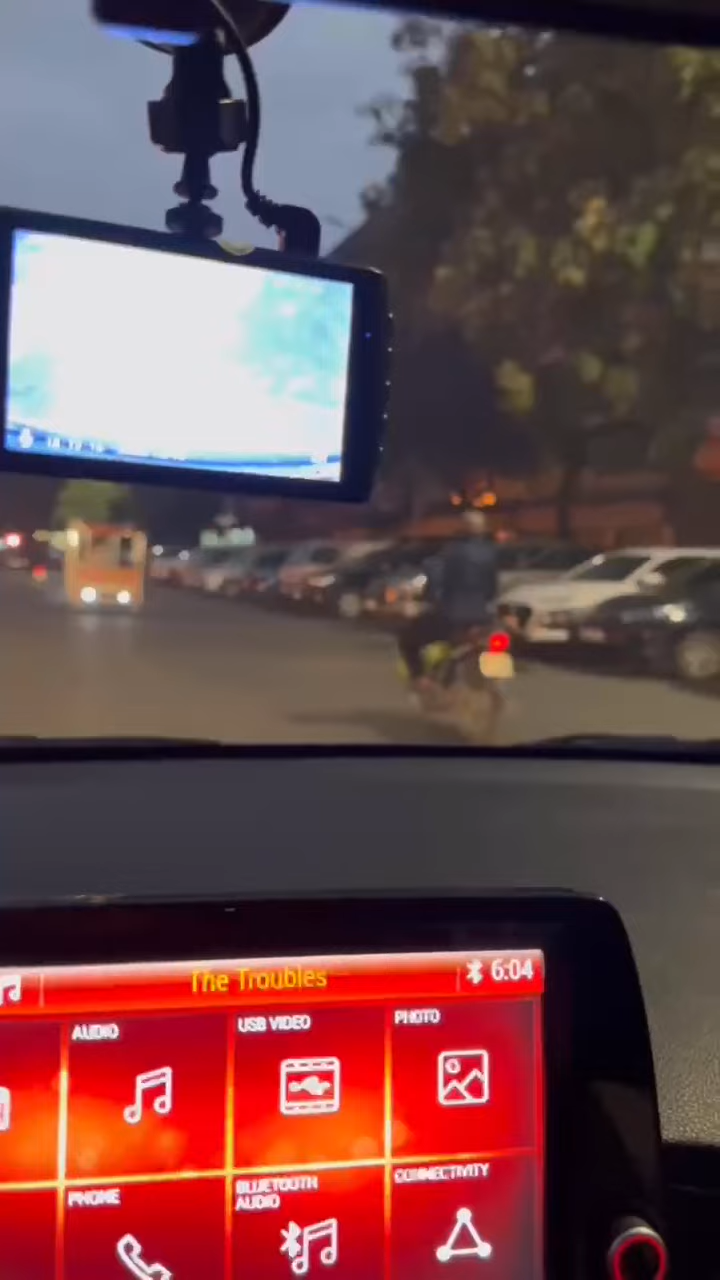 The Troubles
6:04
AUDIO
USB VIDEO
PHOTO
PHONE
BLUETOOTH
AUDIO
CONNECTIVITY